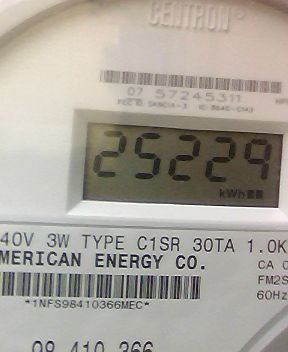 CENTRON®
07 57245311
25229
kWh
40V 3W TYPE C1SR 30TA 1.0K
MERICAN ENERGY CO.
CA 0
FM2S
60Hz
*1NFS98410366MEC*
98 410 366